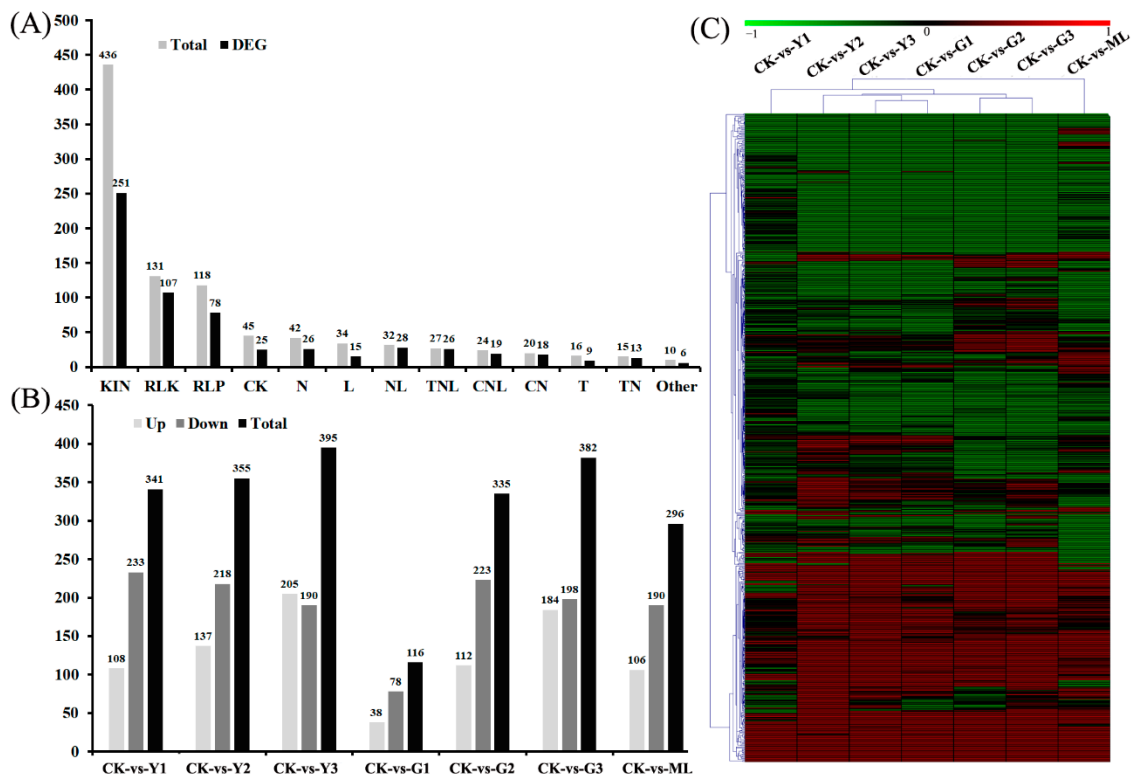 (A)
500
450
400
350
300
250
200
150
100
50
0
Total DEG
436 251 131 107 118 78 45 25 42 26 34 15 32 28 27 26 24 19 20 18 16 9 15 13 10 6
KIN RLK RLP CK N L NL TNL CNL CN T TN Other
(B)
450
400
350
300
250
200
150
100
50
0
Up Down Total
108 233 341 137 218 355 205 190 395 38 78 116 112 223 335 184 198 382 106 190 296
CK-vs-Y1 CK-vs-Y2 CK-vs-Y3 CK-vs-G1 CK-vs-G2 CK-vs-G3 CK-vs-ML
(C)
−1 0 1
CK-vs-Y1 CK-vs-Y2 CK-vs-Y3 CK-vs-G1 CK-vs-G2 CK-vs-G3 CK-vs-ML